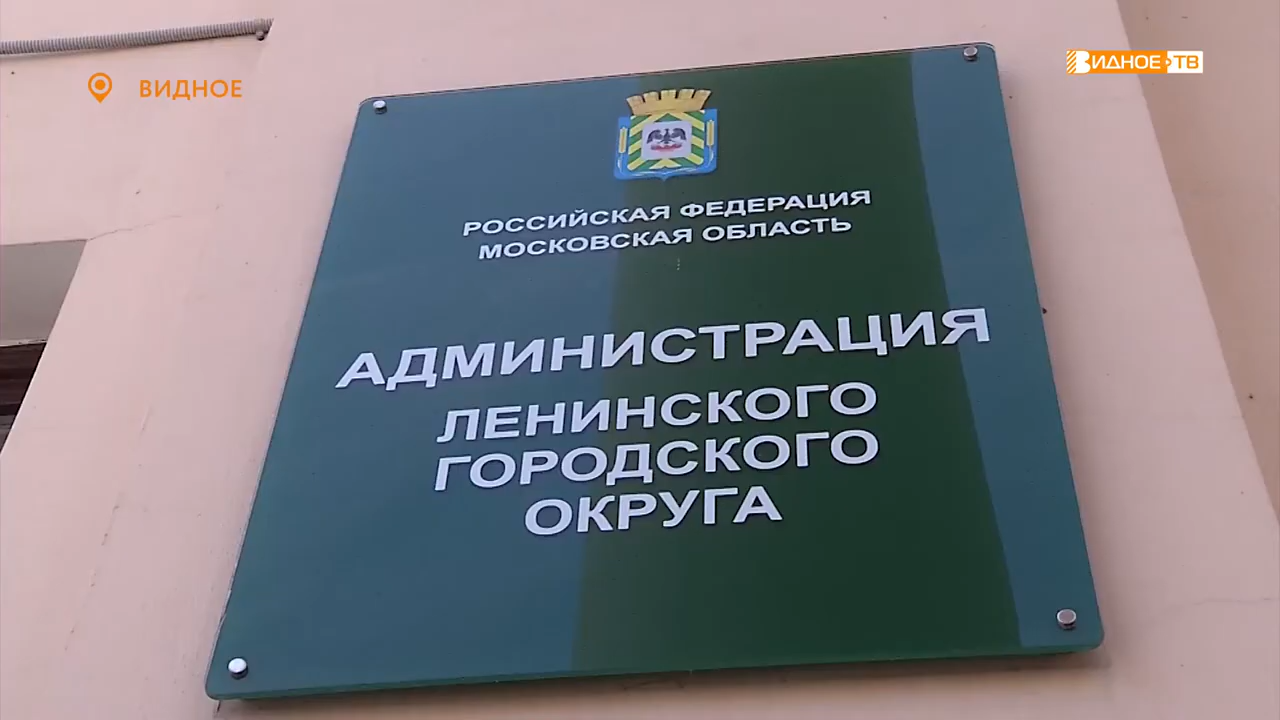 ВИДНОЕ
ВИДНОЕ ТВ
РОССИЙСКАЯ ФЕДЕРАЦИЯ
МОСКОВСКАЯ ОБЛАСТЬ
АДМИНИСТРАЦИЯ
ЛЕНИНСКОГО
ГОРОДСКОГО
ОКРУГА